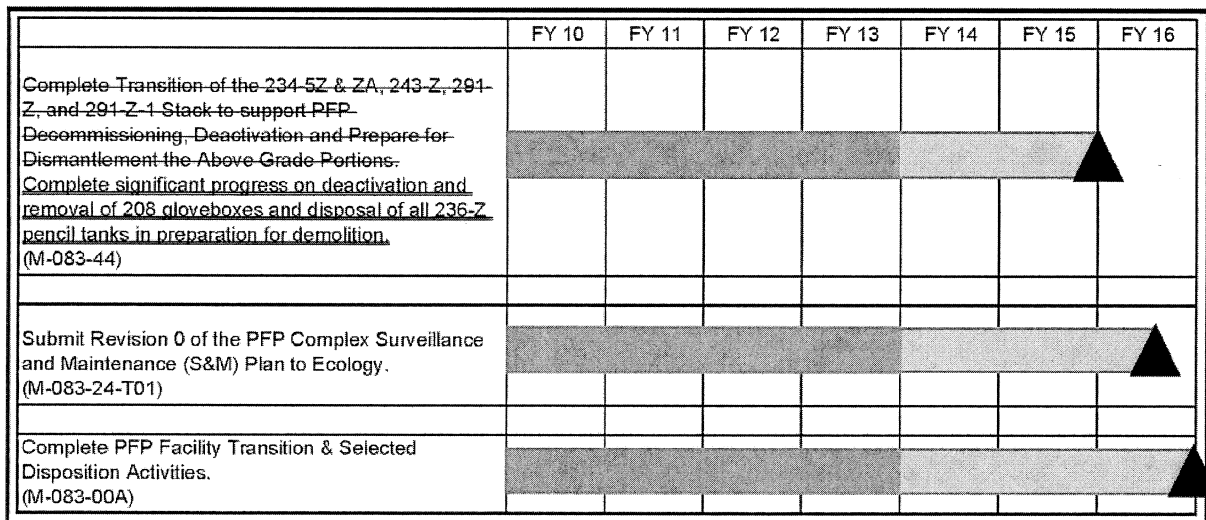 FY 10 FY 11 FY 12 FY 13 FY 14 FY 15 FY 16
Complete Transition of the 234-5Z & ZA, 243-Z, 291-
Z, and 291-Z-1 Stack to support PFP
Decommissioning, Deactivation and Prepare for
Dismantlement the Above Grade Portions.
Complete significant progress on deactivation and
removal of 208 gloveboxes and disposal of all 236-Z
pencil tanks in preparation for demolition.
(M-083-44)
Submit Revision 0 of the PFP Complex Surveillance
and Maintenance (S&M) Plan to Ecology.
(M-083-24-T01)
Complete PFP Facility Transition & Selected
Disposition Activities.
(M-083-00A)